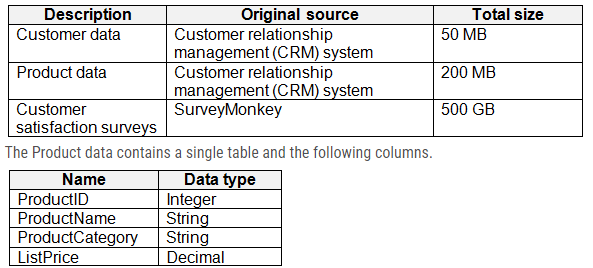 Description Original source Total size
Customer data Customer relationship 50 MB
management (CRM) system
Product data Customer relationship 200 MB
management (CRM) system
Customer SurveyMonkey 500 GB
satisfaction surveys
The Product data contains a single table and the following columns.
Name Data type
ProductID Integer
ProductName String
ProductCategory String
ListPrice Decimal